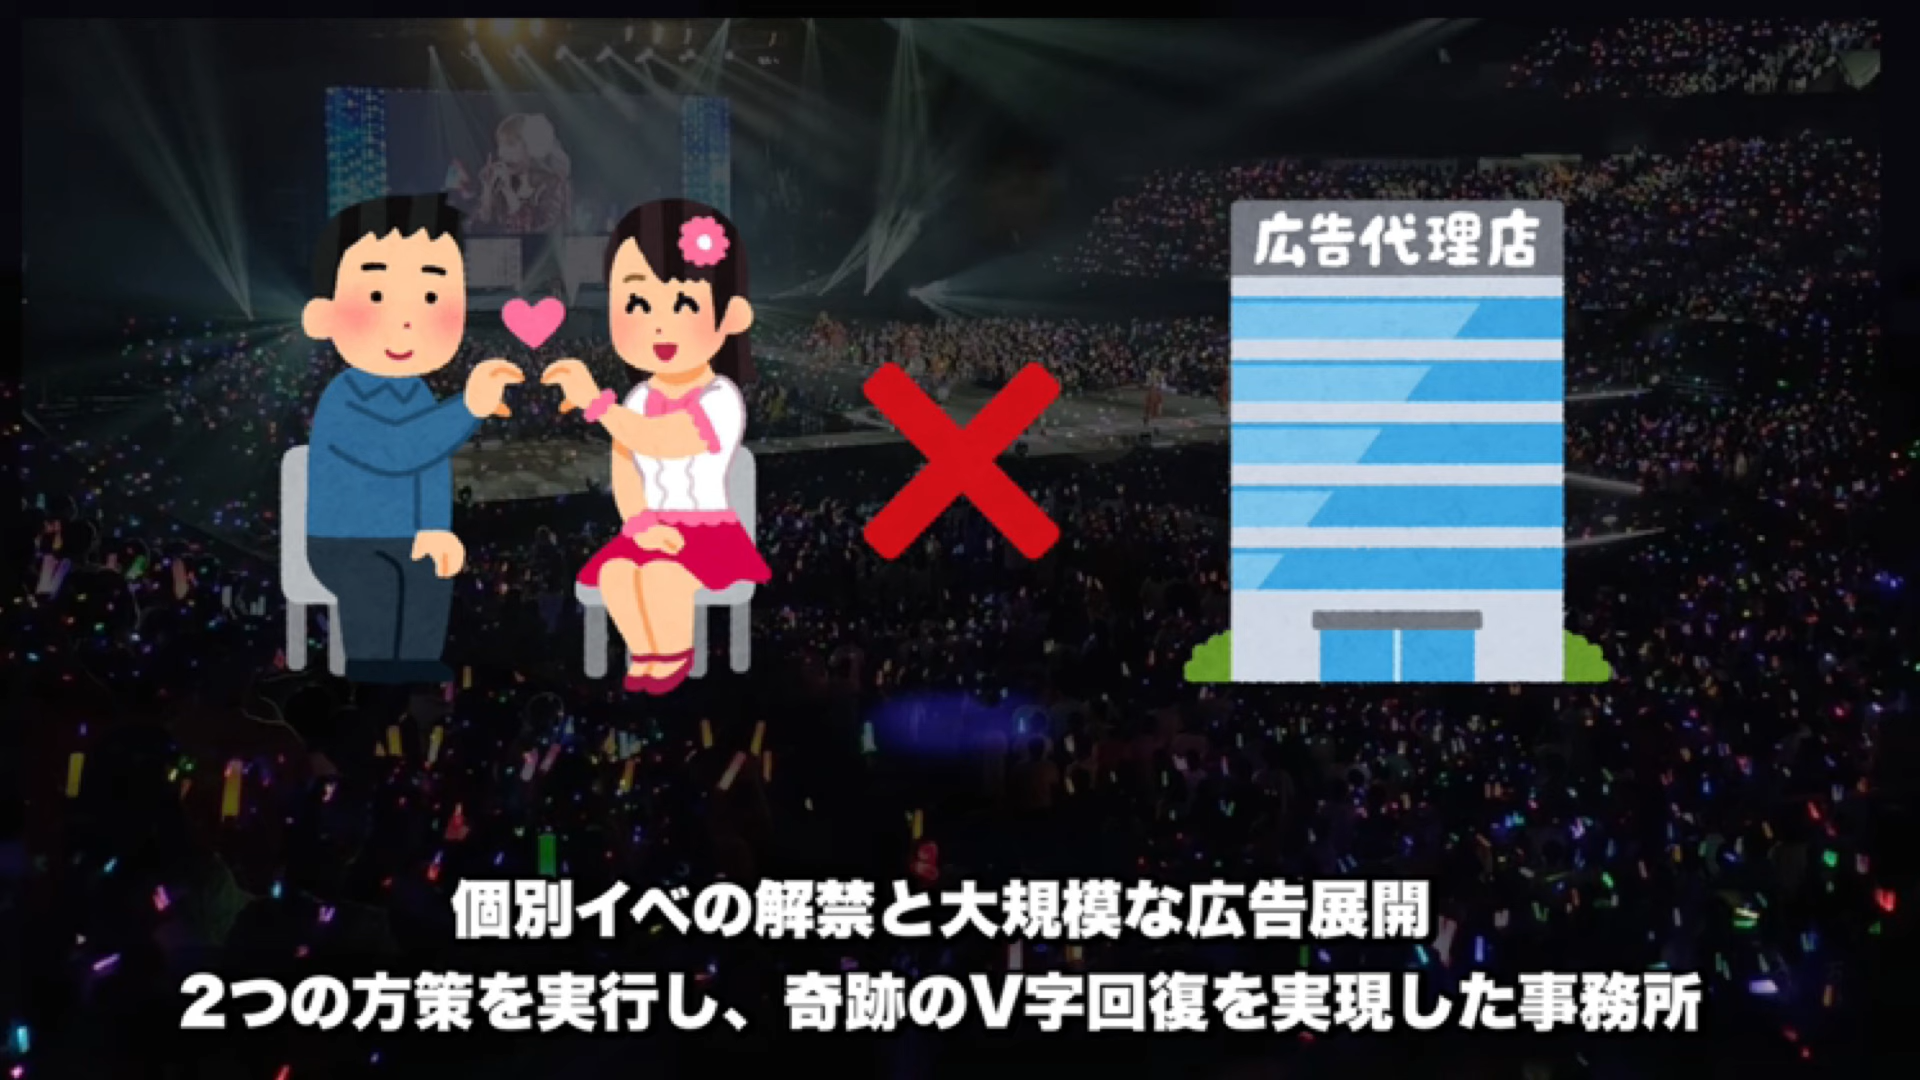 広告代理店
個別イベの解禁と大規模な広告展開
2つの方策を実行し、奇跡のV字回復を実現した事務所